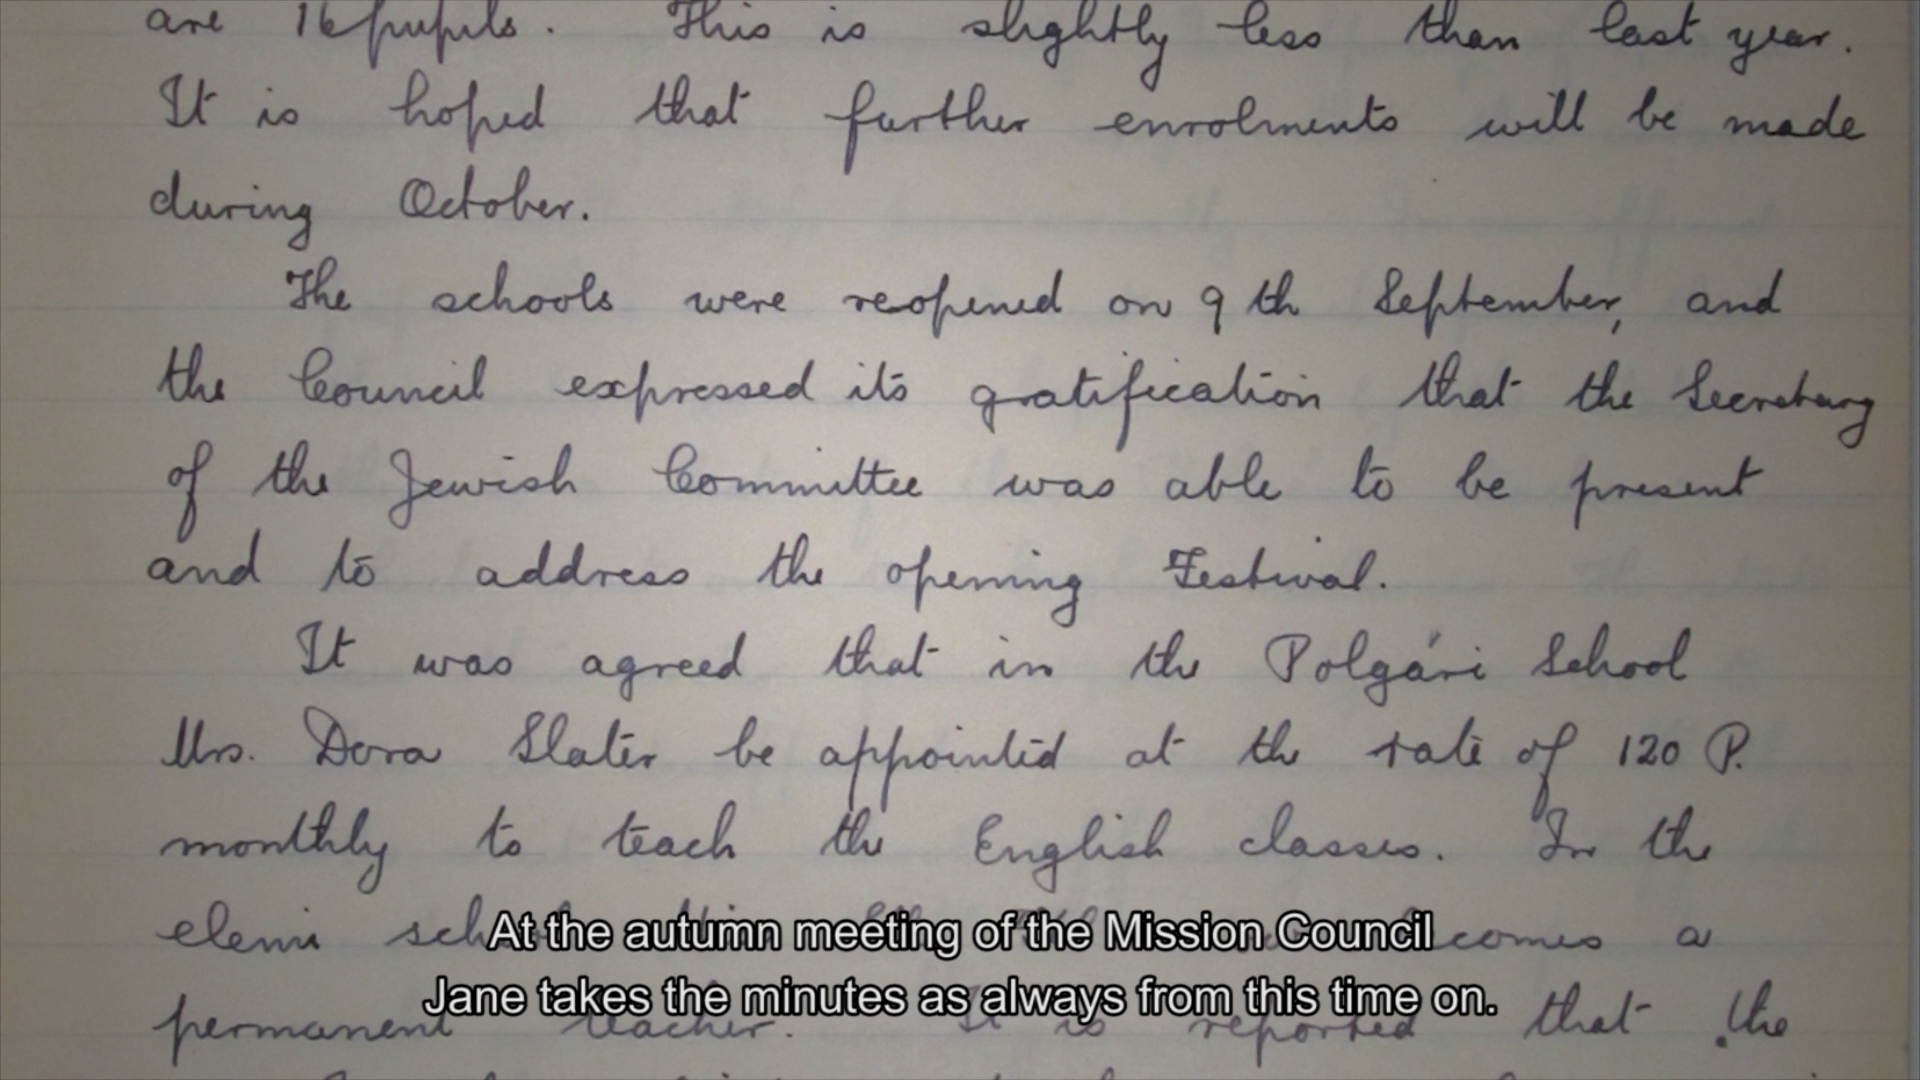 are 16 pupils. This is slightly less than last year.
It is hoped that further enrolments will be made
during October.
The schools were reopened on 9th September, and
the Council expressed its gratification that the Secretary
of the Jewish Committee was able to be present
and to address the opening Festival.
It was agreed that in the Polgári School
Mrs. Dora Slater be appointed at the rate of 120 P.
monthly to teach the English classes. In the
elemi a
At the autumn meeting of the Mission Council
permanent teacher. It is reported that the
Jane takes the minutes as always from this time on.